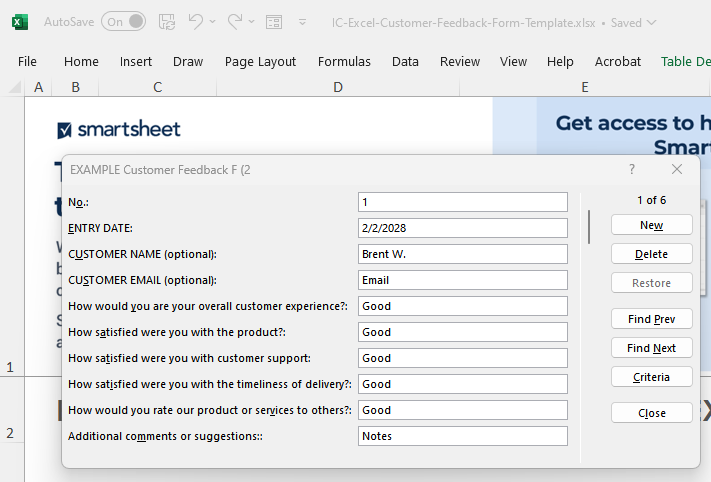 AutoSave On IC-Excel-Customer-Feedback-Form-Template.xlsx • Saved
File Home Insert Draw Page Layout Formulas Data Review View Help Acrobat Table De
A B C D E
smartsheet
Get access to h
Smar
EXAMPLE Customer Feedback F (2 ?
No.: 1 1 of 6
ENTRY DATE: 2/2/2028 New
CUSTOMER NAME (optional): Brent W. Delete
CUSTOMER EMAIL (optional): Email Restore
How would you are your overall customer experience?: Good Find Prev
How satisfied were you with the product?: Good Find Next
How satisfied were you with customer support: Good Criteria
How satisfied were you with the timeliness of delivery?: Good
How would you rate our product or services to others?: Good Close
Additional comments or suggestions:: Notes
1
2